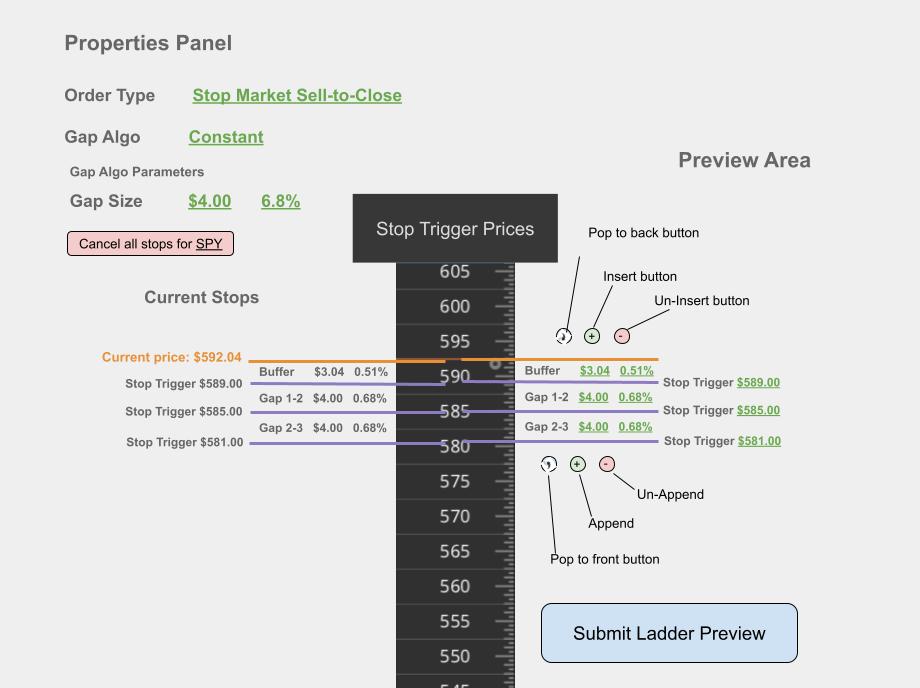 Properties Panel
Order Type Stop Market Sell-to-Close
Gap Algo Constant
Gap Algo Parameters
Gap Size $4.00 6.8%
Cancel all stops for SPY
Current Stops
Current price: $592.04
Buffer $3.04 0.51%
Stop Trigger $589.00
Gap 1-2 $4.00 0.68%
Stop Trigger $585.00
Gap 2-3 $4.00 0.68%
Stop Trigger $581.00
Stop Trigger Prices
605
600
595
590
585
580
575
570
565
560
555
550
545
Preview Area
Pop to back button
Insert button
Un-Insert button
+
-
Buffer $3.04 0.51%
Stop Trigger $589.00
Gap 1-2 $4.00 0.68%
Stop Trigger $585.00
Gap 2-3 $4.00 0.68%
Stop Trigger $581.00
+
-
Un-Append
Append
Pop to front button
Submit Ladder Preview